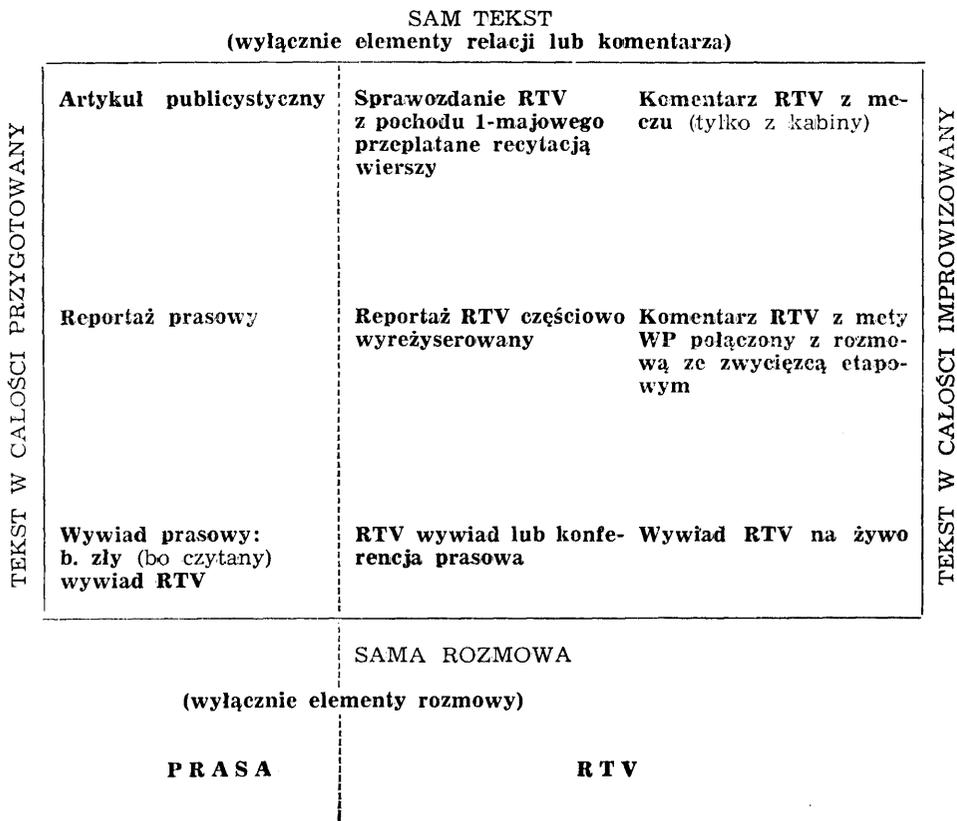 SAM TEKST
(wyłącznie elementy relacji lub komentarza)
TEKST W CAŁOŚCI PRZYGOTOWANY
Artykuł publicystyczny
Sprawozdanie RTV
z pochodu 1-majowego
przeplatane recytacją
wierszy
Komentarz RTV z me-
czu (tylko z kabiny)
Reportaż prasowy
Reportaż RTV częściowo
wyreżyserowany
Komentarz RTV z mety
WP połączony z rozmo-
wą ze zwycięzcą etapo-
wym
Wywiad prasowy:
b. zły (bo czytany)
wywiad RTV
RTV wywiad lub konfe-
rencja prasowa
Wywiad RTV na żywo
TEKST W CAŁOŚCI IMPROWIZOWANY
SAMA ROZMOWA
(wyłącznie elementy rozmowy)
PRASA
RTV